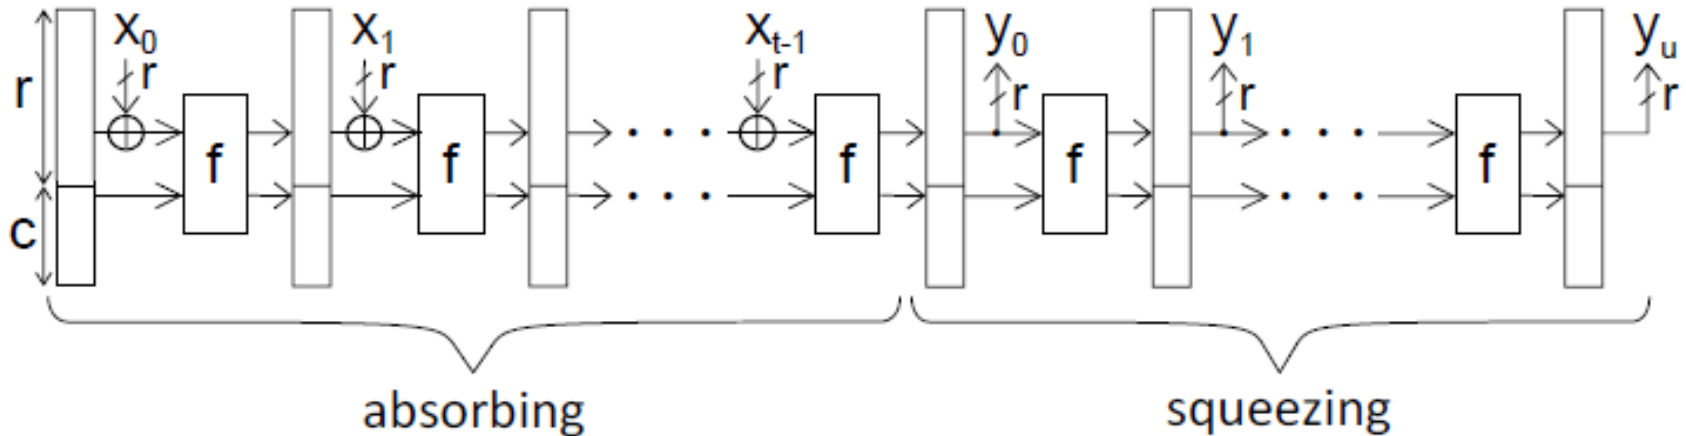 x₀ x₁ xₜ₋₁ y₀ y₁ yᵤ
r r r r r r r
f f f f f
c
absorbing squeezing